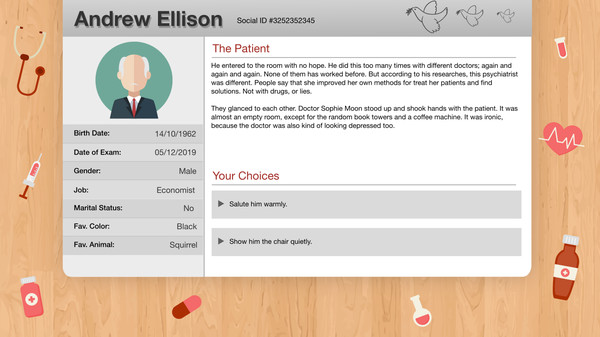 Andrew Ellison
Social ID #3252352345
Birth Date: 14/10/1962
Date of Exam: 05/12/2019
Gender: Male
Job: Economist
Marital Status: No
Fav. Color: Black
Fav. Animal: Squirrel
The Patient
He entered to the room with no hope. He did this too many times with different doctors; again and
again and again. None of them has worked before. But according to his researches, this psychiatrist
was different. People say that she improved her own methods for treat her patients and find
solutions. Not with drugs, or lies.
They glanced to each other. Doctor Sophie Moon stood up and shook hands with the patient. It was
almost an empty room, except for the random book towers and a coffee machine. It was ironic,
because the doctor was also kind of looking depressed too.
Your Choices
Salute him warmly.
Show him the chair quietly.